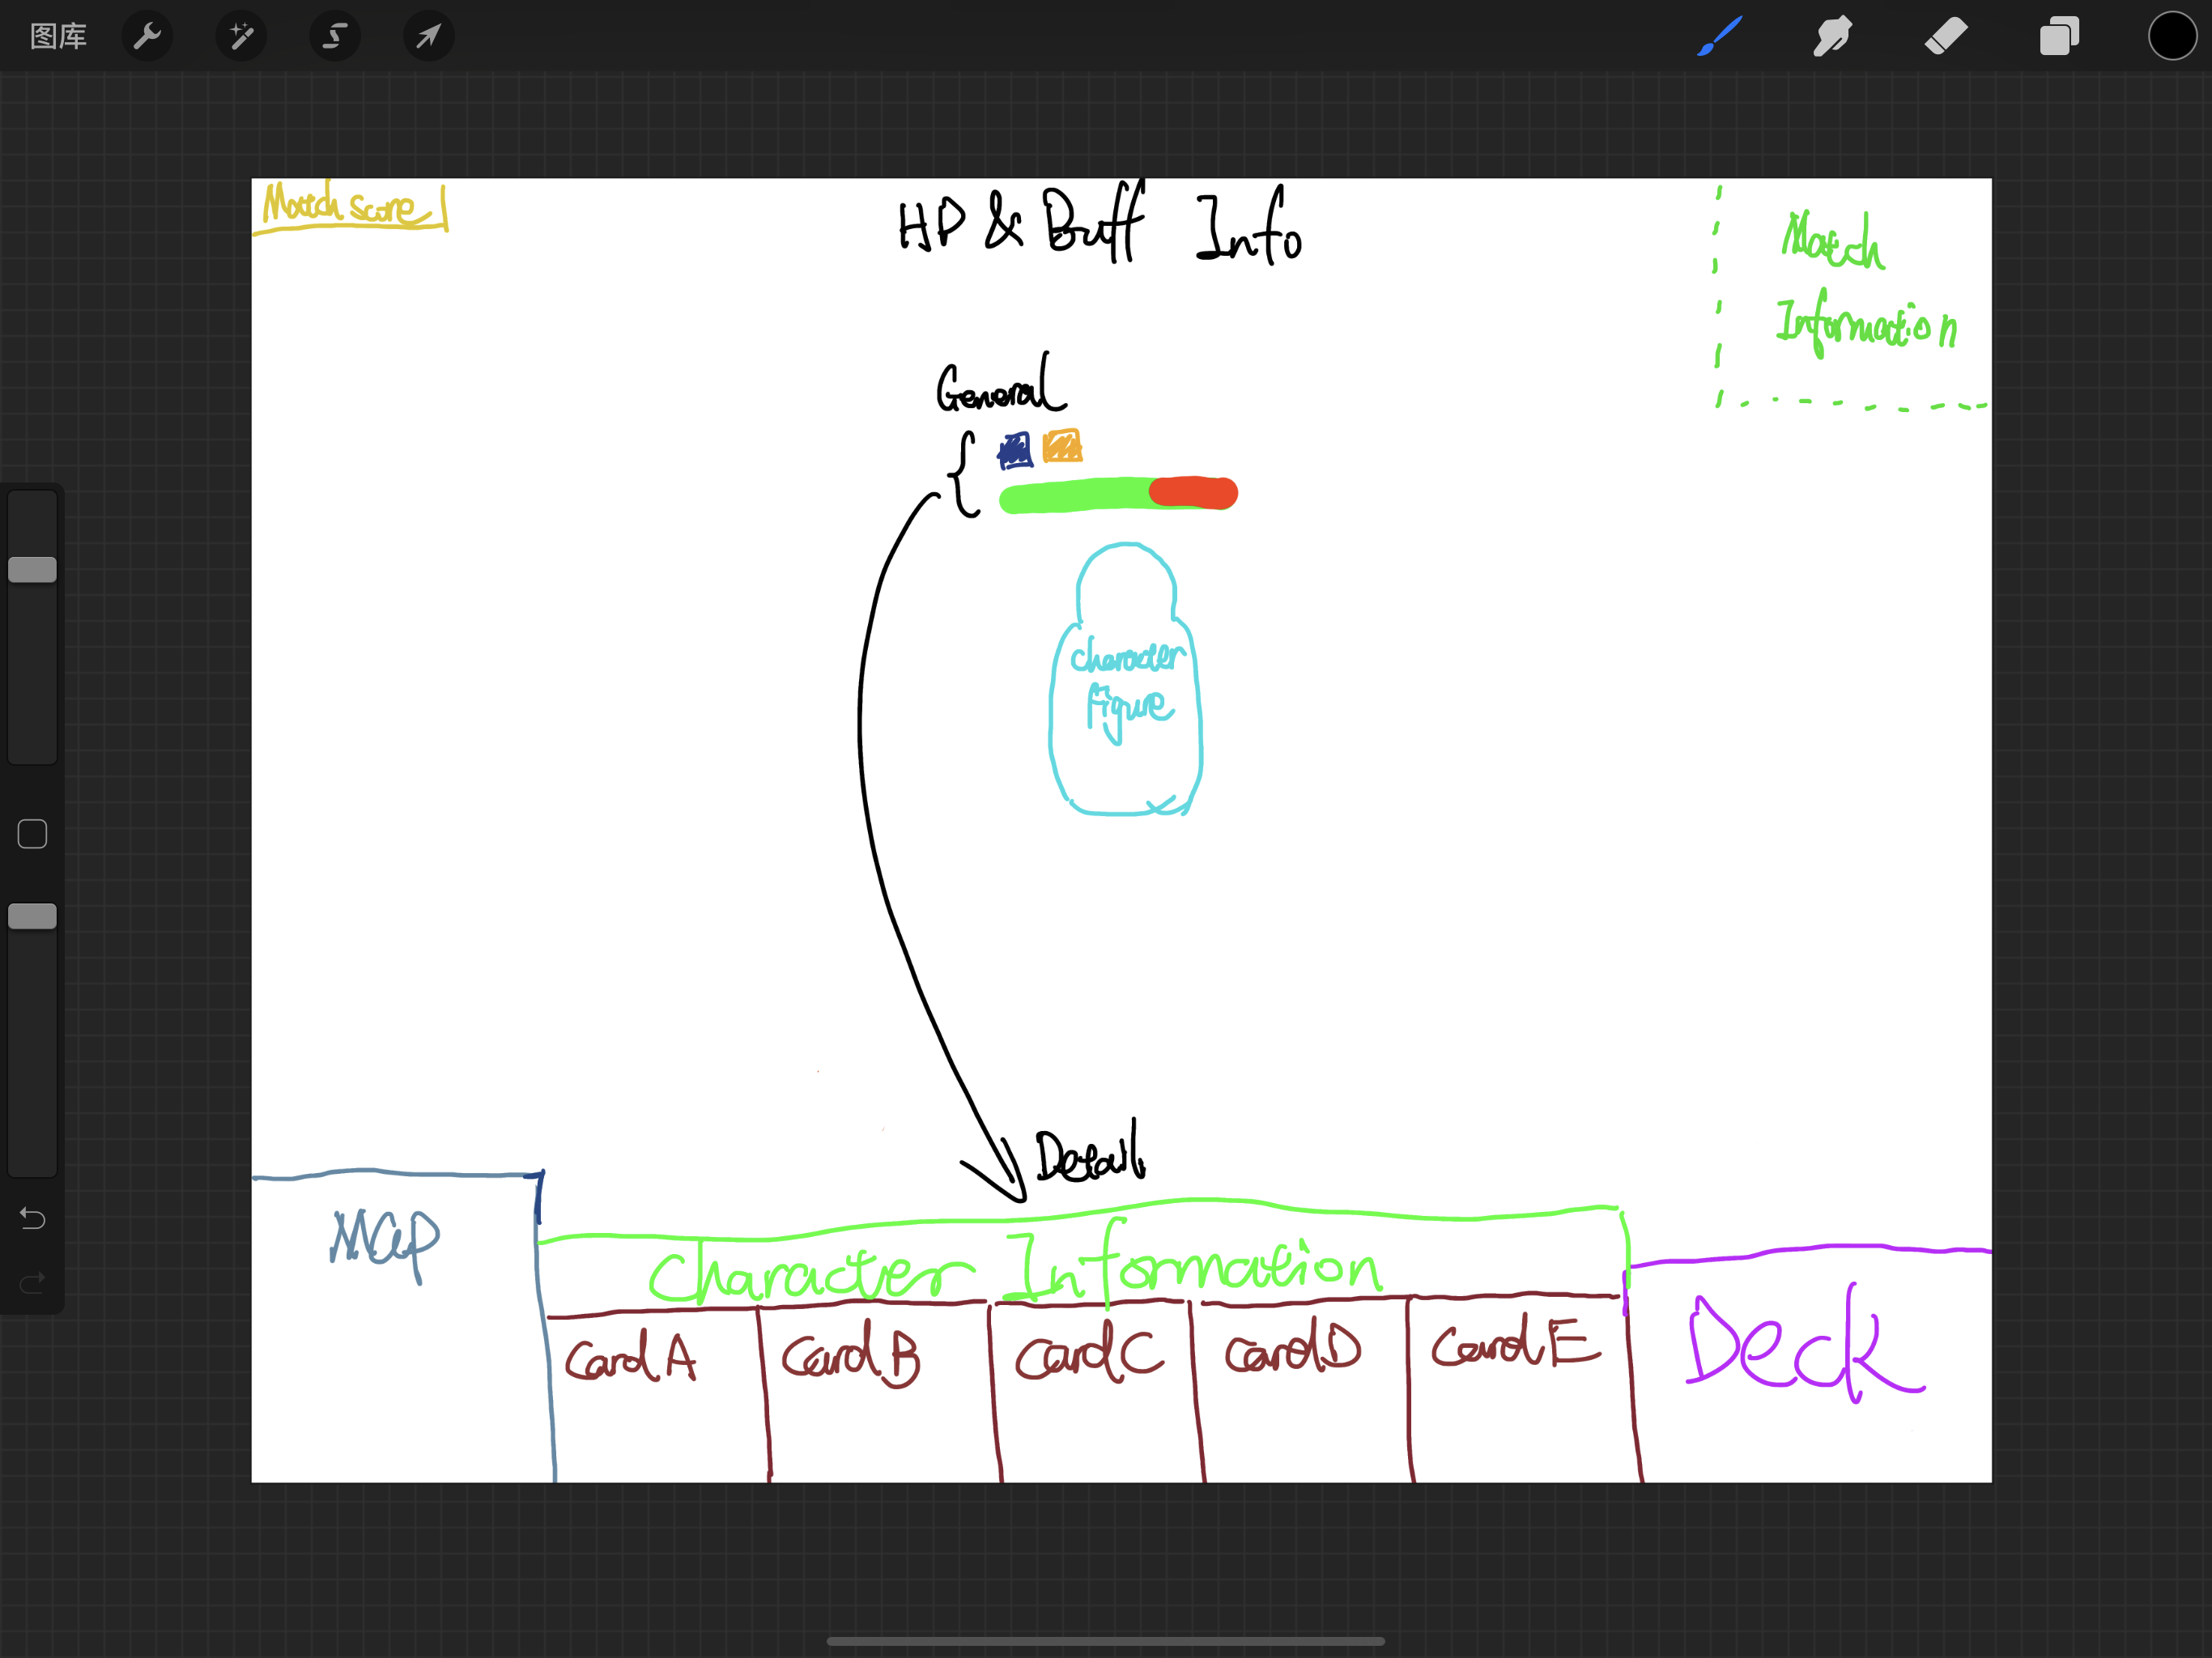 图库
Match Score
HP & Buff Info
Match
Information
General
Character
Figure
Detail
Map
Character Information
Card A
Card B
Card C
Card D
Card E
Deck